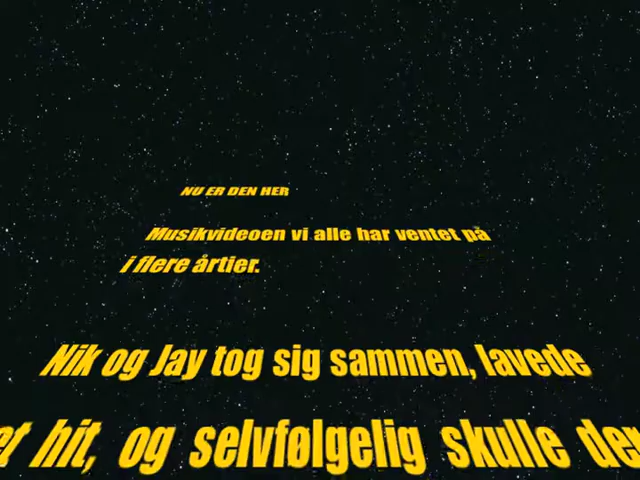 NU ER DEN HER
Musikvideoen vi alle har ventet på
i flere årtier.
Nik og Jay tog sig sammen, lavede
hit, og selvfølgelig skulle